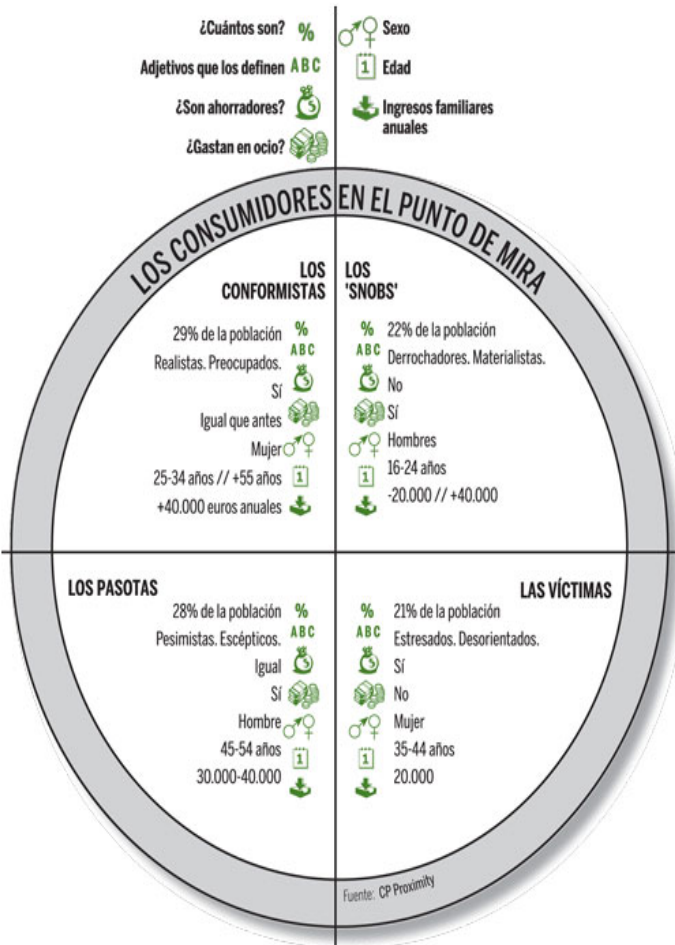 ¿Cuántos son? %
Adjetivos que los definen ABC
¿Son ahorradores?
¿Gastan en ocio?
Sexo
1 Edad
Ingresos familiares
anuales
LOS CONSUMIDORES EN EL PUNTO DE MIRA
LOS
CONFORMISTAS
29% de la población %
Realistas. Preocupados. ABC
Sí
Igual que antes
Mujer
25-34 años // +55 años 1
+40.000 euros anuales
LOS
'SNOBS'
% 22% de la población
ABC Derrochadores. Materialistas.
No
Sí
Hombres
1 16-24 años
-20.000 // +40.000
LOS PASOTAS
28% de la población %
Pesimistas. Escépticos. ABC
Igual
Sí
Hombre
45-54 años 1
30.000-40.000
LAS VÍCTIMAS
% 21% de la población
ABC Estresados. Desorientados.
Sí
No
Mujer
1 35-44 años
20.000
Fuente: CP Proximity